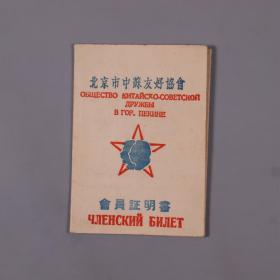 北京市中蘇友好協會
ОБЩЕСТВО КИТАЙСКО-СОВЕТСКОЙ
ДРУЖБЫ
В ГОР. ПЕКИНЕ
會員証明書
ЧЛЕНСКИЙ БИЛЕТ